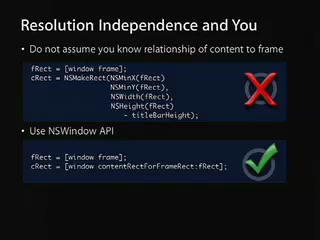 Resolution Independence and You
• Do not assume you know relationship of content to frame
fRect = [window frame];
cRect = NSMakeRect(NSMinX(fRect)
NSMinY(fRect),
NSWidth(fRect),
NSHeight(fRect)
- titleBarHeight);
• Use NSWindow API
fRect = [window frame];
cRect = [window contentRectForFrameRect:fRect];